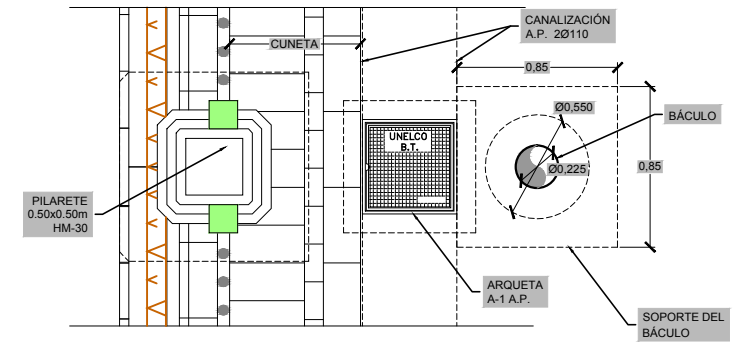 CANALIZACIÓN
A.P. 2Ø110
CUNETA
0,85
Ø0,550
BÁCULO
UNELCO
B.T.
0,85
Ø0,225
PILARETE
0.50x0.50m
HM-30
ARQUETA
A-1 A.P.
SOPORTE DEL
BÁCULO